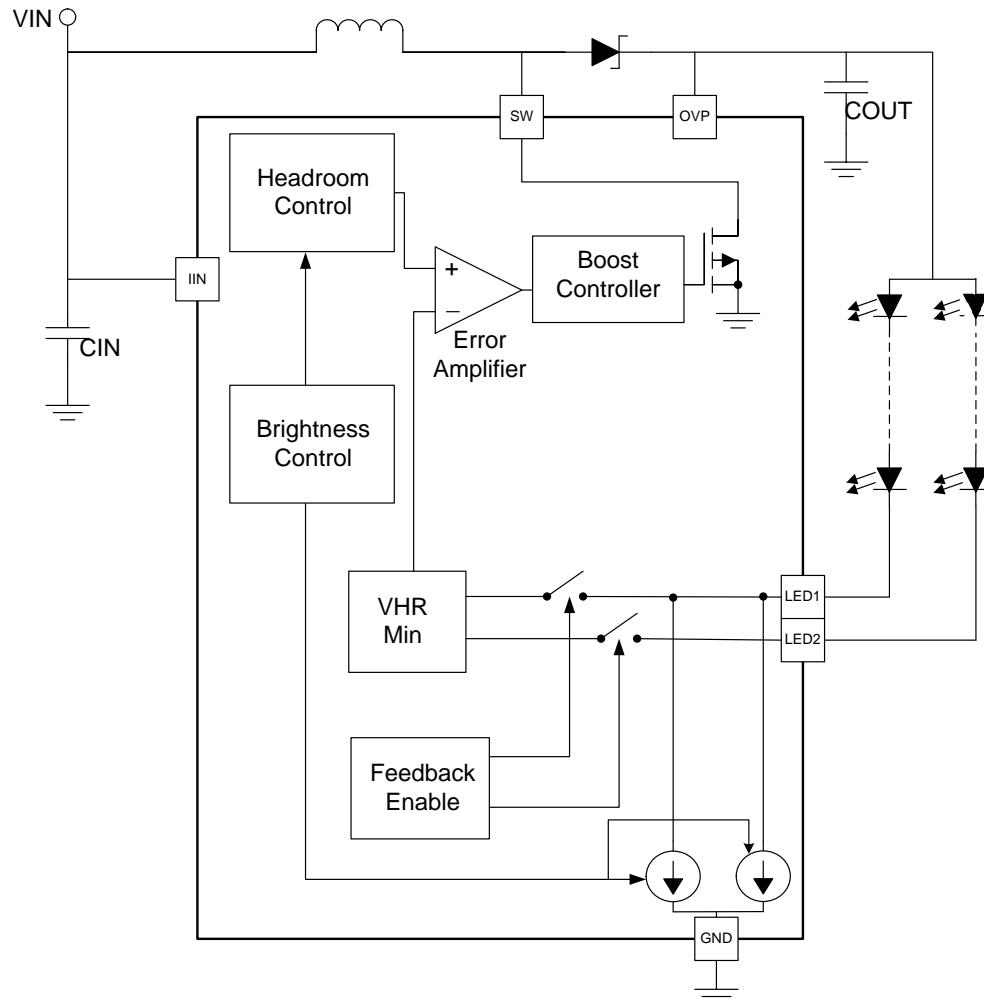 VIN
SW
OVP
COUT
Headroom
Control
+
−
Boost
Controller
IIN
Error
Amplifier
CIN
Brightness
Control
VHR
Min
LED1
LED2
Feedback
Enable
GND